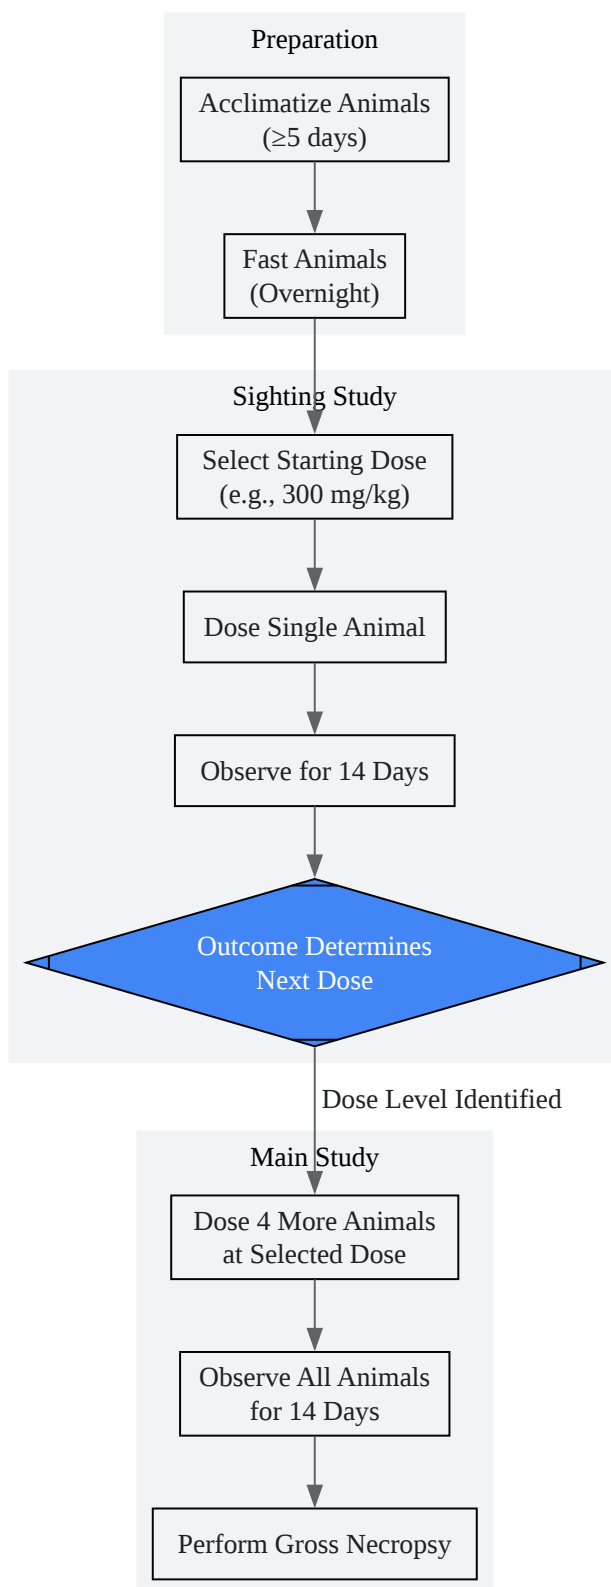 Preparation
Acclimatize Animals
(≥5 days)
Fast Animals
(Overnight)
Sighting Study
Select Starting Dose
(e.g., 300 mg/kg)
Dose Single Animal
Observe for 14 Days
Outcome Determines
Next Dose
Dose Level Identified
Main Study
Dose 4 More Animals
at Selected Dose
Observe All Animals
for 14 Days
Perform Gross Necropsy